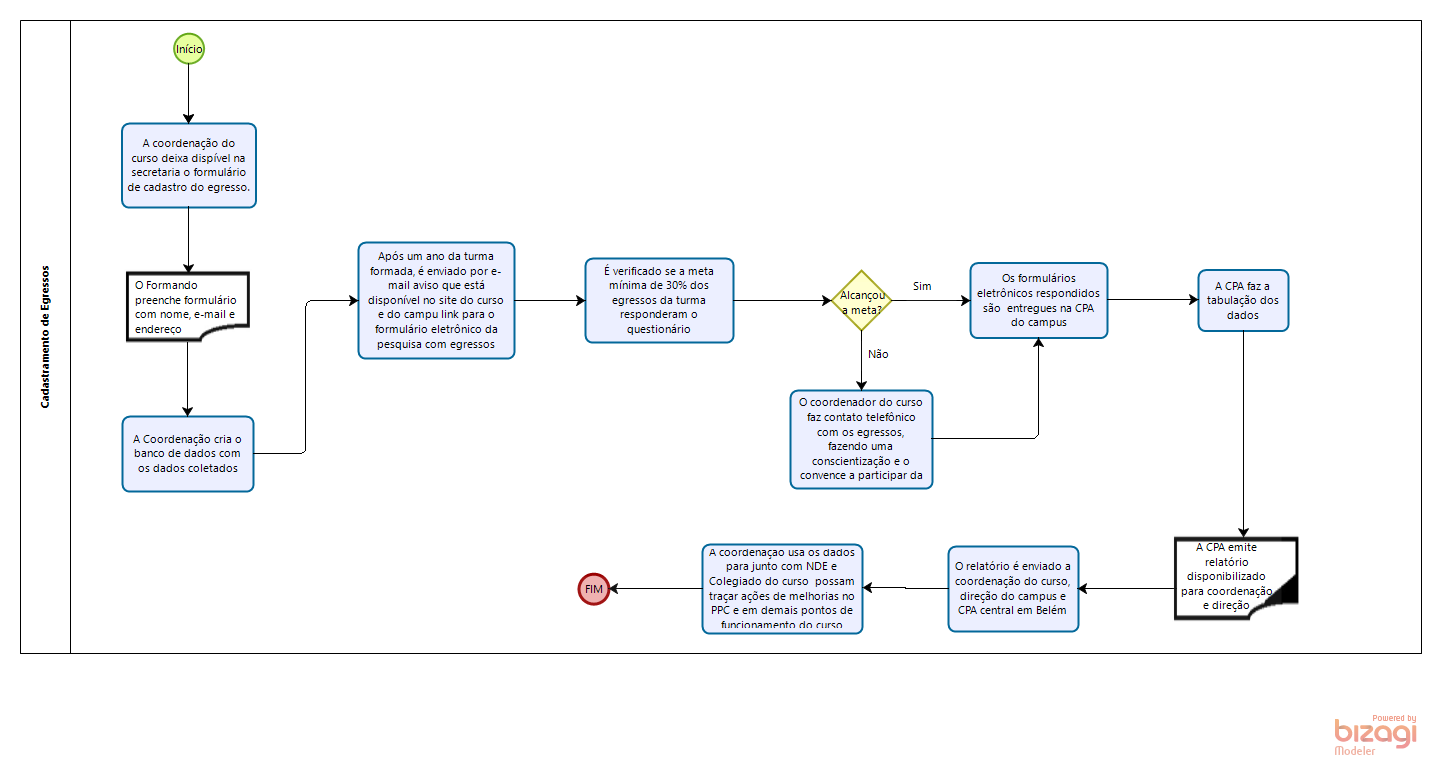 Cadastramento de Egressos
Início
A coordenação do
curso deixa dispível na
secretaria o formulário
de cadastro do egresso.
O Formando
preenche formulário
com nome, e-mail e
endereço
A Coordenação cria o
banco de dados com
os dados coletados
Após um ano da turma
formada, é enviado por e-
mail aviso que está
disponível no site do curso
e do campu link para o
formulário eletrônico da
pesquisa com egressos
É verificado se a meta
mínima de 30% dos
egressos da turma
responderam o
questionário
Alcançou
a meta?
Sim
Não
O coordenador do curso
faz contato telefônico
com os egressos,
fazendo uma
conscientização e o
convence a participar da
Os formulários
eletrônicos respondidos
são entregues na CPA
do campus
A CPA faz a
tabulação dos
dados
A CPA emite
relatório
disponibilizado
para coordenação
e direção
O relatório é enviado a
coordenação do curso,
direção do campus e
CPA central em Belém
A coordenação usa os dados
para junto com NDE e
Colegiado do curso possam
traçar ações de melhorias no
PPC e em demais pontos de
funcionamento do curso
FIM
Powered by
bizagi
Modeler